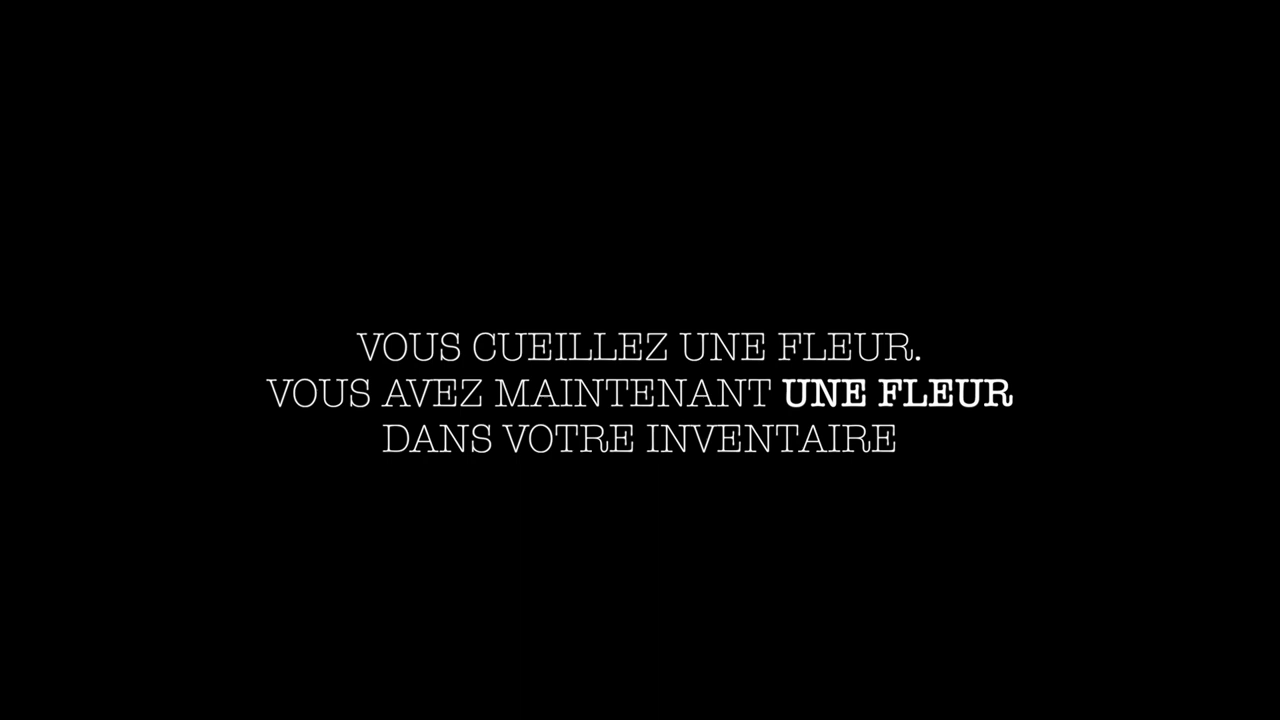 VOUS CUEILLEZ UNE FLEUR.
VOUS AVEZ MAINTENANT UNE FLEUR
DANS VOTRE INVENTAIRE